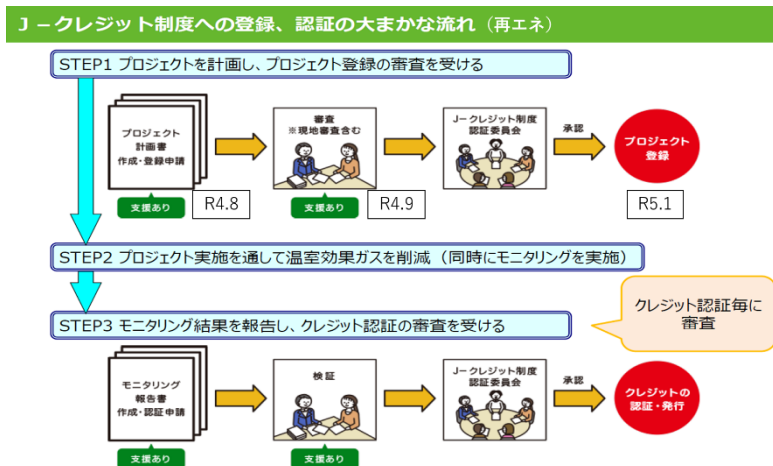 J-クレジット制度への登録、認証の大まかな流れ（再エネ）
STEP1 プロジェクトを計画し、プロジェクト登録の審査を受ける
プロジェクト
計画書
作成・登録申請
支援あり
R4.8
審査
※現地審査含む
支援あり
R4.9
J-クレジット制度
認証委員会
承認
プロジェクト
登録
R5.1
STEP2 プロジェクト実施を通して温室効果ガスを削減（同時にモニタリングを実施）
クレジット認証毎に
審査
STEP3 モニタリング結果を報告し、クレジット認証の審査を受ける
モニタリング
報告書
作成・認証申請
支援あり
検証
支援あり
J-クレジット制度
認証委員会
承認
クレジットの
認証・発行